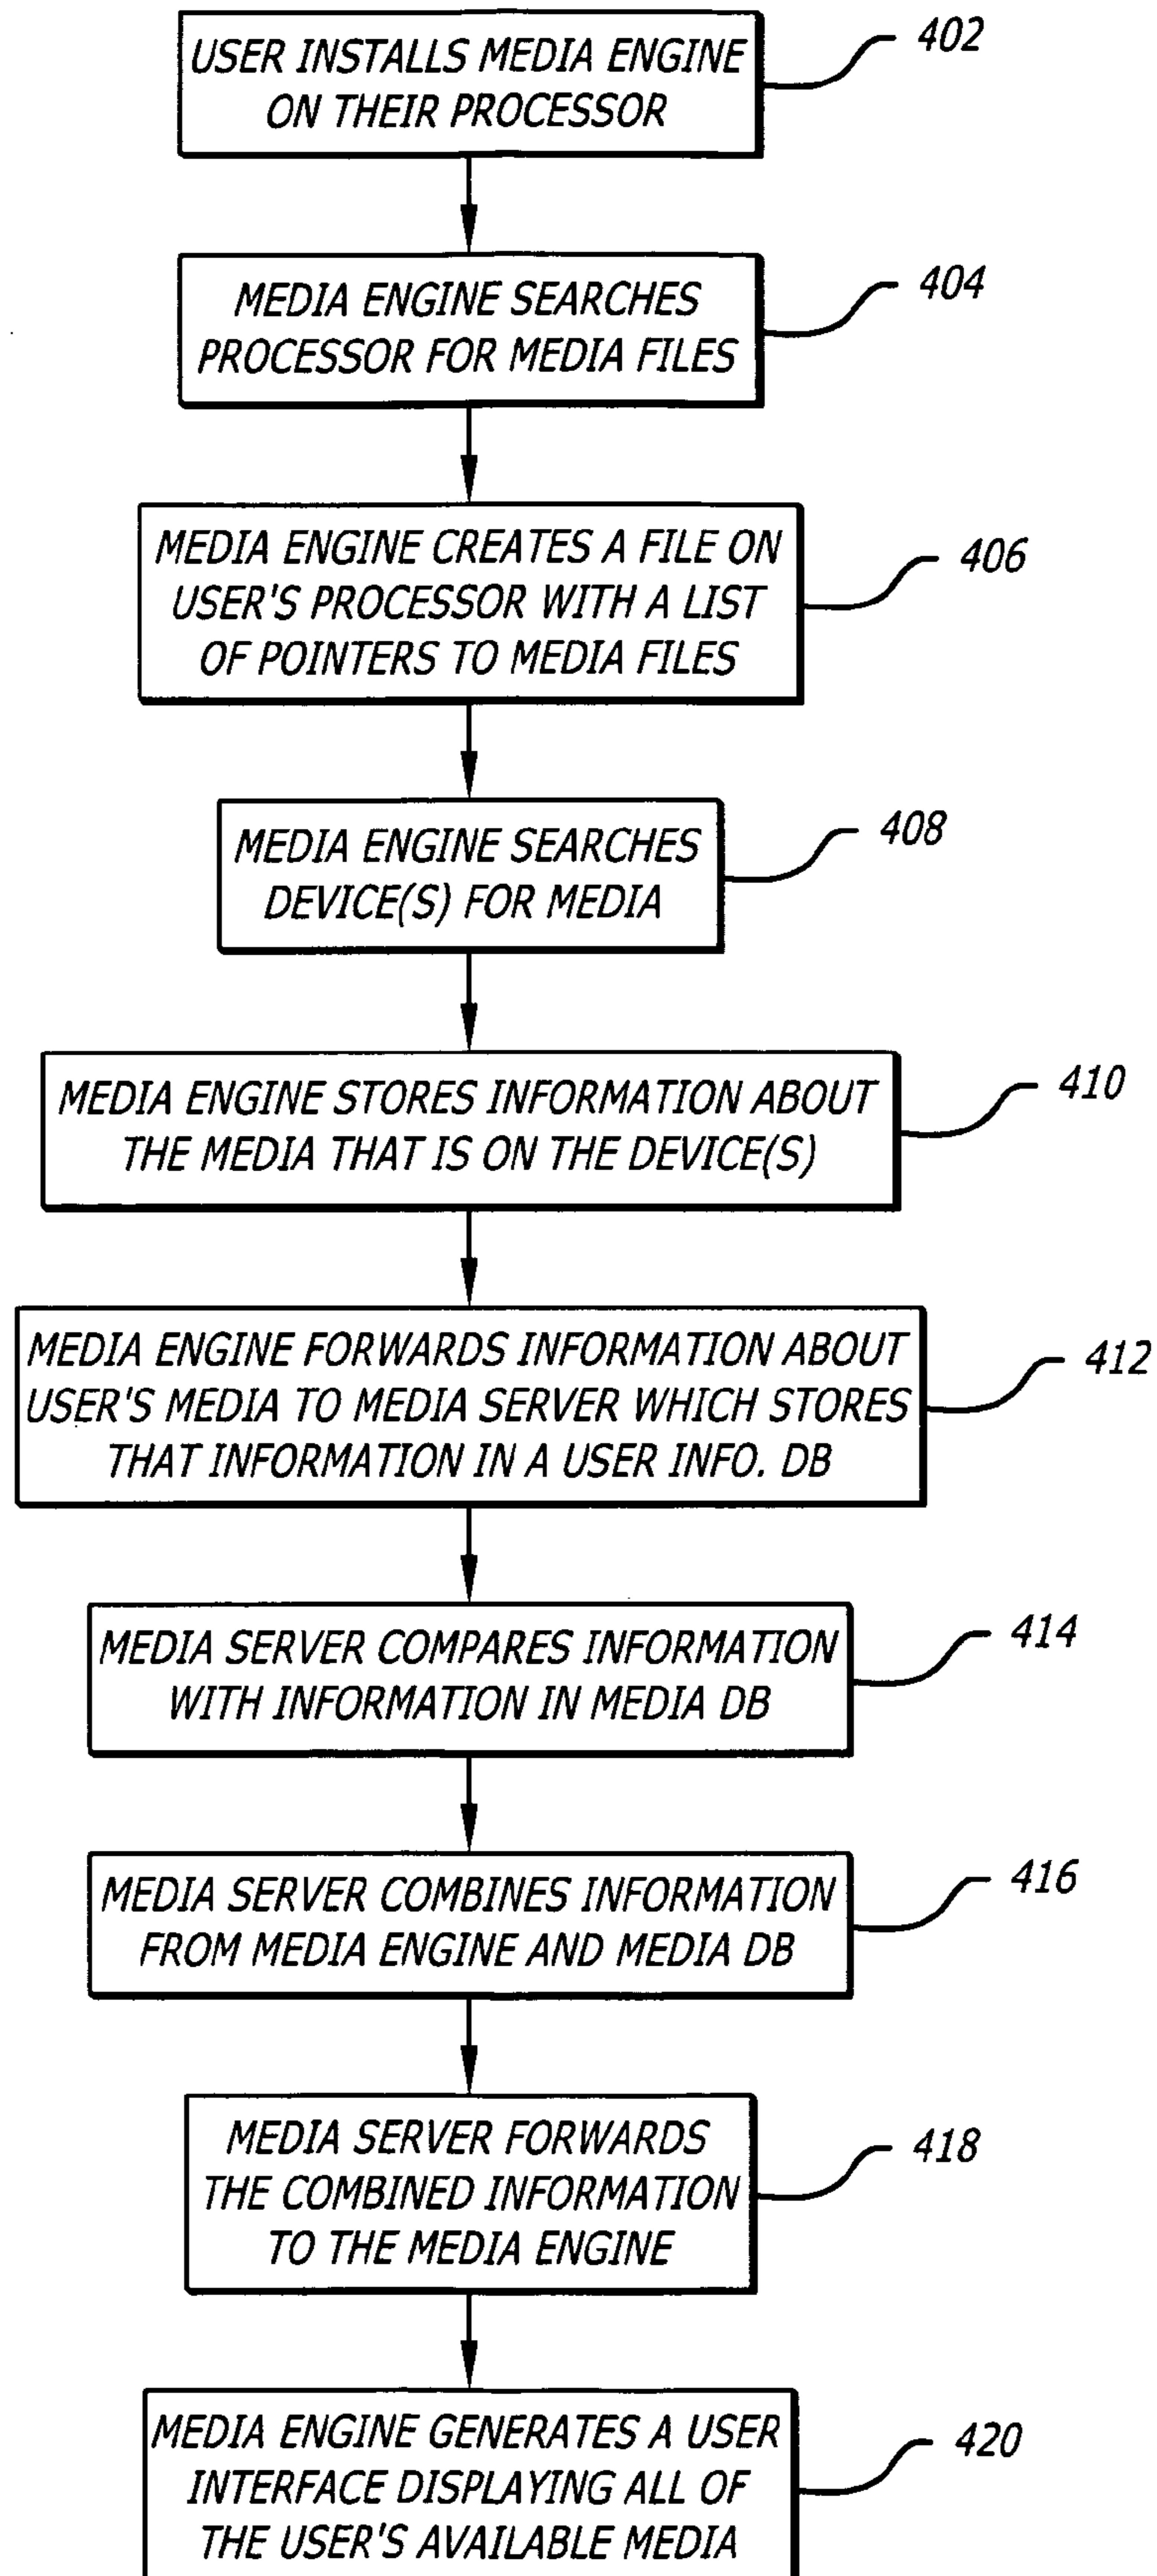 USER INSTALLS MEDIA ENGINE
ON THEIR PROCESSOR
402
MEDIA ENGINE SEARCHES
PROCESSOR FOR MEDIA FILES
404
MEDIA ENGINE CREATES A FILE ON
USER'S PROCESSOR WITH A LIST
OF POINTERS TO MEDIA FILES
406
MEDIA ENGINE SEARCHES
DEVICE(S) FOR MEDIA
408
MEDIA ENGINE STORES INFORMATION ABOUT
THE MEDIA THAT IS ON THE DEVICE(S)
410
MEDIA ENGINE FORWARDS INFORMATION ABOUT
USER'S MEDIA TO MEDIA SERVER WHICH STORES
THAT INFORMATION IN A USER INFO. DB
412
MEDIA SERVER COMPARES INFORMATION
WITH INFORMATION IN MEDIA DB
414
MEDIA SERVER COMBINES INFORMATION
FROM MEDIA ENGINE AND MEDIA DB
416
MEDIA SERVER FORWARDS
THE COMBINED INFORMATION
TO THE MEDIA ENGINE
418
MEDIA ENGINE GENERATES A USER
INTERFACE DISPLAYING ALL OF
THE USER'S AVAILABLE MEDIA
420